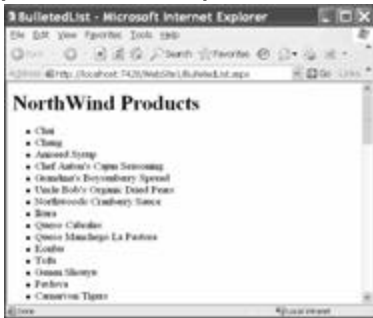 BulletedList - Microsoft Internet Explorer
File Edit View Favorites Tools Help
Search Favorites
http://localhost:7428/WebSite1/BulletedList.aspx Go Links
NorthWind Products
Chai
Chang
Aniseed Syrup
Chef Anton's Cajun Seasoning
Grandma's Boysenberry Spread
Uncle Bob's Organic Dried Pears
Northwoods Cranberry Sauce
Ikura
Queso Cabrales
Queso Manchego La Pastora
Konbu
Tofu
Genen Shouyu
Pavlova
Carnarvon Tigers
Done Local intranet